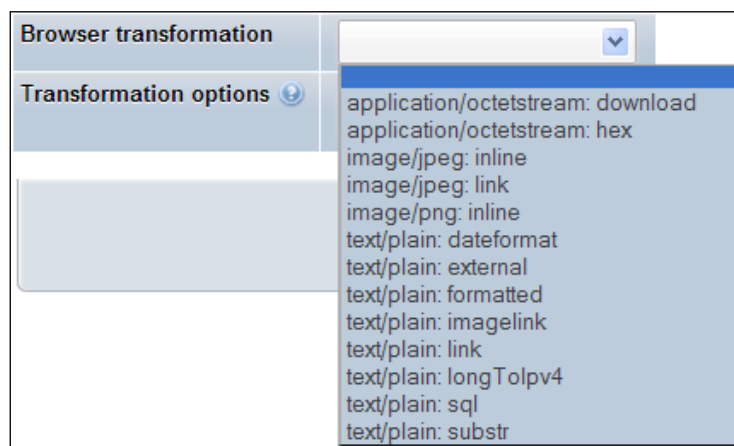 Browser transformation
Transformation options
application/octetstream: download
application/octetstream: hex
image/jpeg: inline
image/jpeg: link
image/png: inline
text/plain: dateformat
text/plain: external
text/plain: formatted
text/plain: imagelink
text/plain: link
text/plain: longToIpv4
text/plain: sql
text/plain: substr